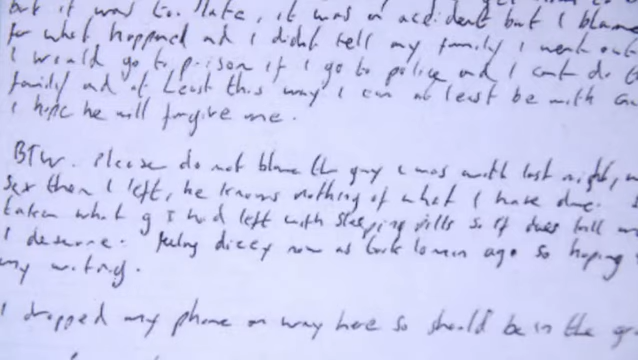 but it was to late, it was a accident but I blame
for what happened and I didnt tell my family I went out
I would go to prison if I go to police and I cant do
family and at least this way I can at least be with
I hope he will forgive me.
BTW. Please do not blame the guy I was with last night,
sex then I left, he knows nothing of what I have done.
taken what g I had left with sleeping pills so if it does kill
I deserve. feeling dizzy now as took 10 min ago so hoping
my writing.
I dropped my phone on way here so should be in the